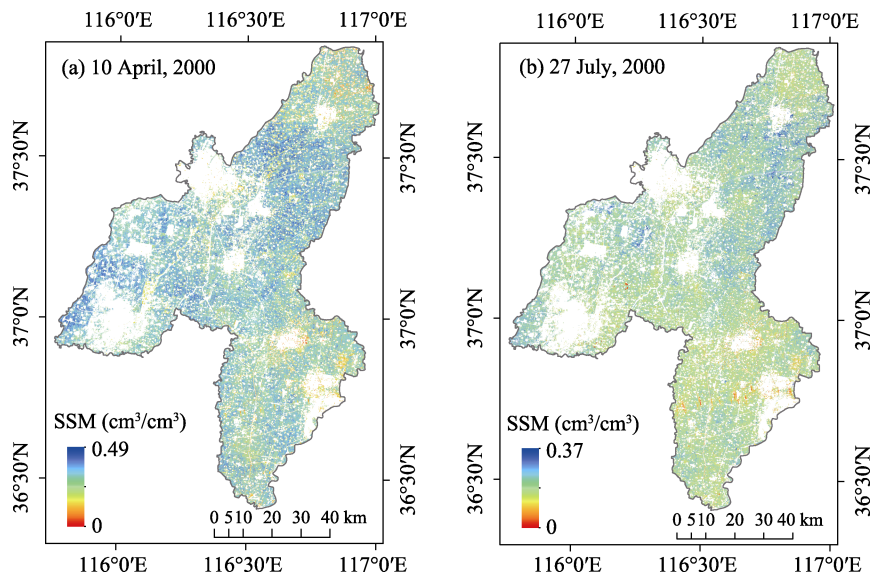 116°0′E 116°30′E 117°0′E
(a) 10 April, 2000
37°30′N
37°0′N
36°30′N
37°30′N
37°0′N
36°30′N
SSM (cm³/cm³)
0.49
0
0 510 20 30 40 km
116°0′E 116°30′E 117°0′E
116°0′E 116°30′E 117°0′E
(b) 27 July, 2000
37°30′N
37°0′N
36°30′N
37°30′N
37°0′N
36°30′N
SSM (cm³/cm³)
0.37
0
0 510 20 30 40 km
116°0′E 116°30′E 117°0′E